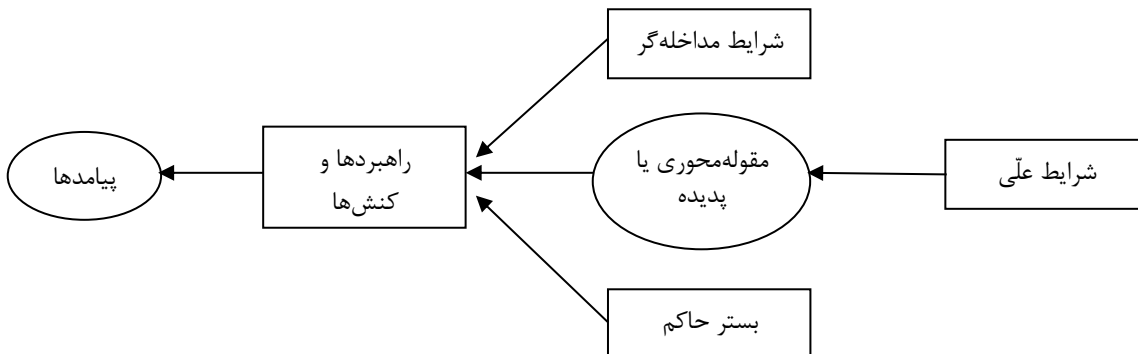 شرایط مداخله‌گر
شرایط علّی
مقوله‌محوری یا
پدیده
راهبردها و
کنش‌ها
پیامدها
بستر حاکم